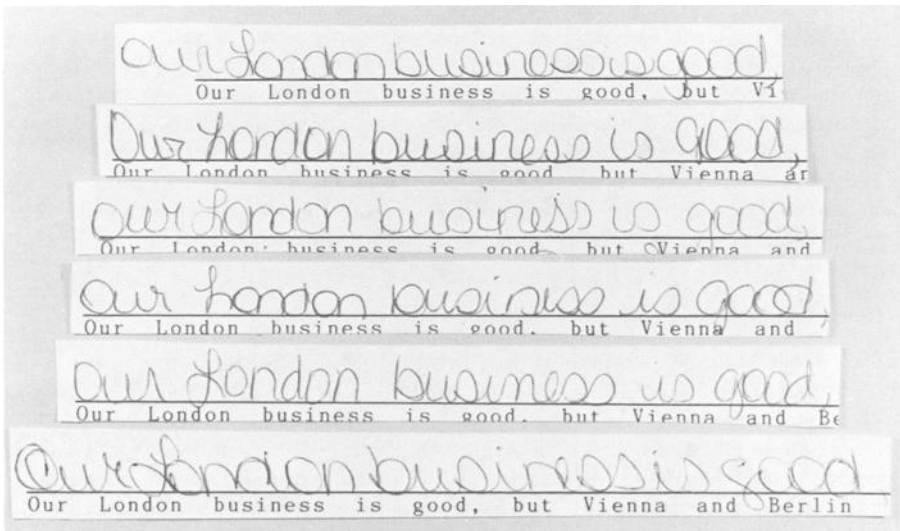 Our London business is good,
Our London business is good, but Vi
Our London business is good,
Our London business is good but Vienna ar
Our London business is good,
Our London business is good but Vienna and
Our London business is good
Our London business is good, but Vienna and
Our London business is good,
Our London business is good, but Vienna and Be
Our London business is good
Our London business is good, but Vienna and Berlin